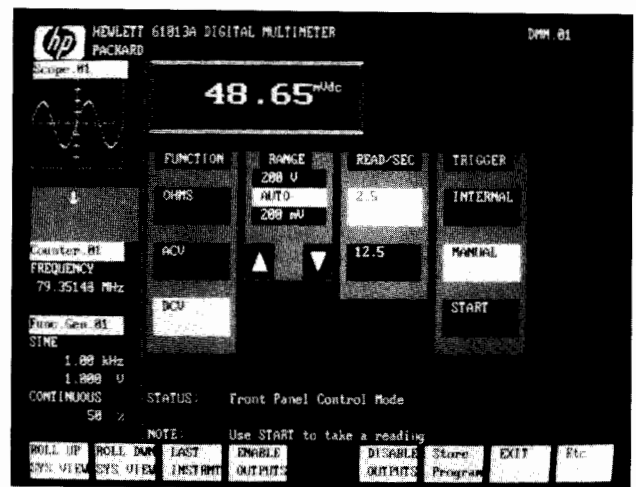 hp HEWLETT PACKARD 61013A DIGITAL MULTIMETER DMM.01
Scope.01
48.65 mVdc
FUNCTION RANGE READ/SEC TRIGGER
OHMS
ACV
DCV
200 V
AUTO
200 mV
2.5
12.5
INTERNAL
MANUAL
START
Counter.01
FREQUENCY
79.35148 MHz
Func.Gen.01
SINE
1.00 kHz
1.000 V
CONTINUOUS
50 %
STATUS: Front Panel Control Mode
NOTE: Use START to take a reading
ROLL UP SYS VIEW
ROLL DWN SYS VIEW
LAST INSTRMT
ENABLE OUTPUTS
DISABLE OUTPUTS
Store Program
EXIT
Etc